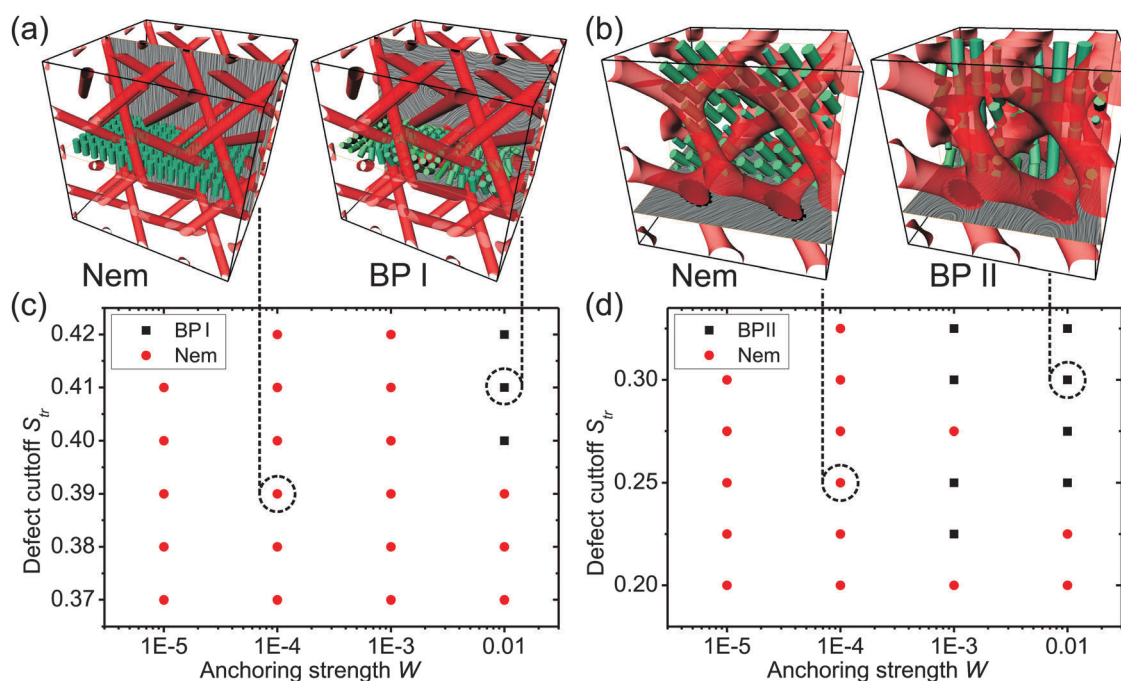 (a)
(b)
Nem
BP I
Nem
BP II
(c)
(d)
BP I
Nem
BPII
Nem
0.42
0.41
0.40
0.39
0.38
0.37
Defect cuttoff S_tr
1E-5
1E-4
1E-3
0.01
Anchoring strength W
0.30
0.25
0.20
Defect cuttoff S_tr
1E-5
1E-4
1E-3
0.01
Anchoring strength W